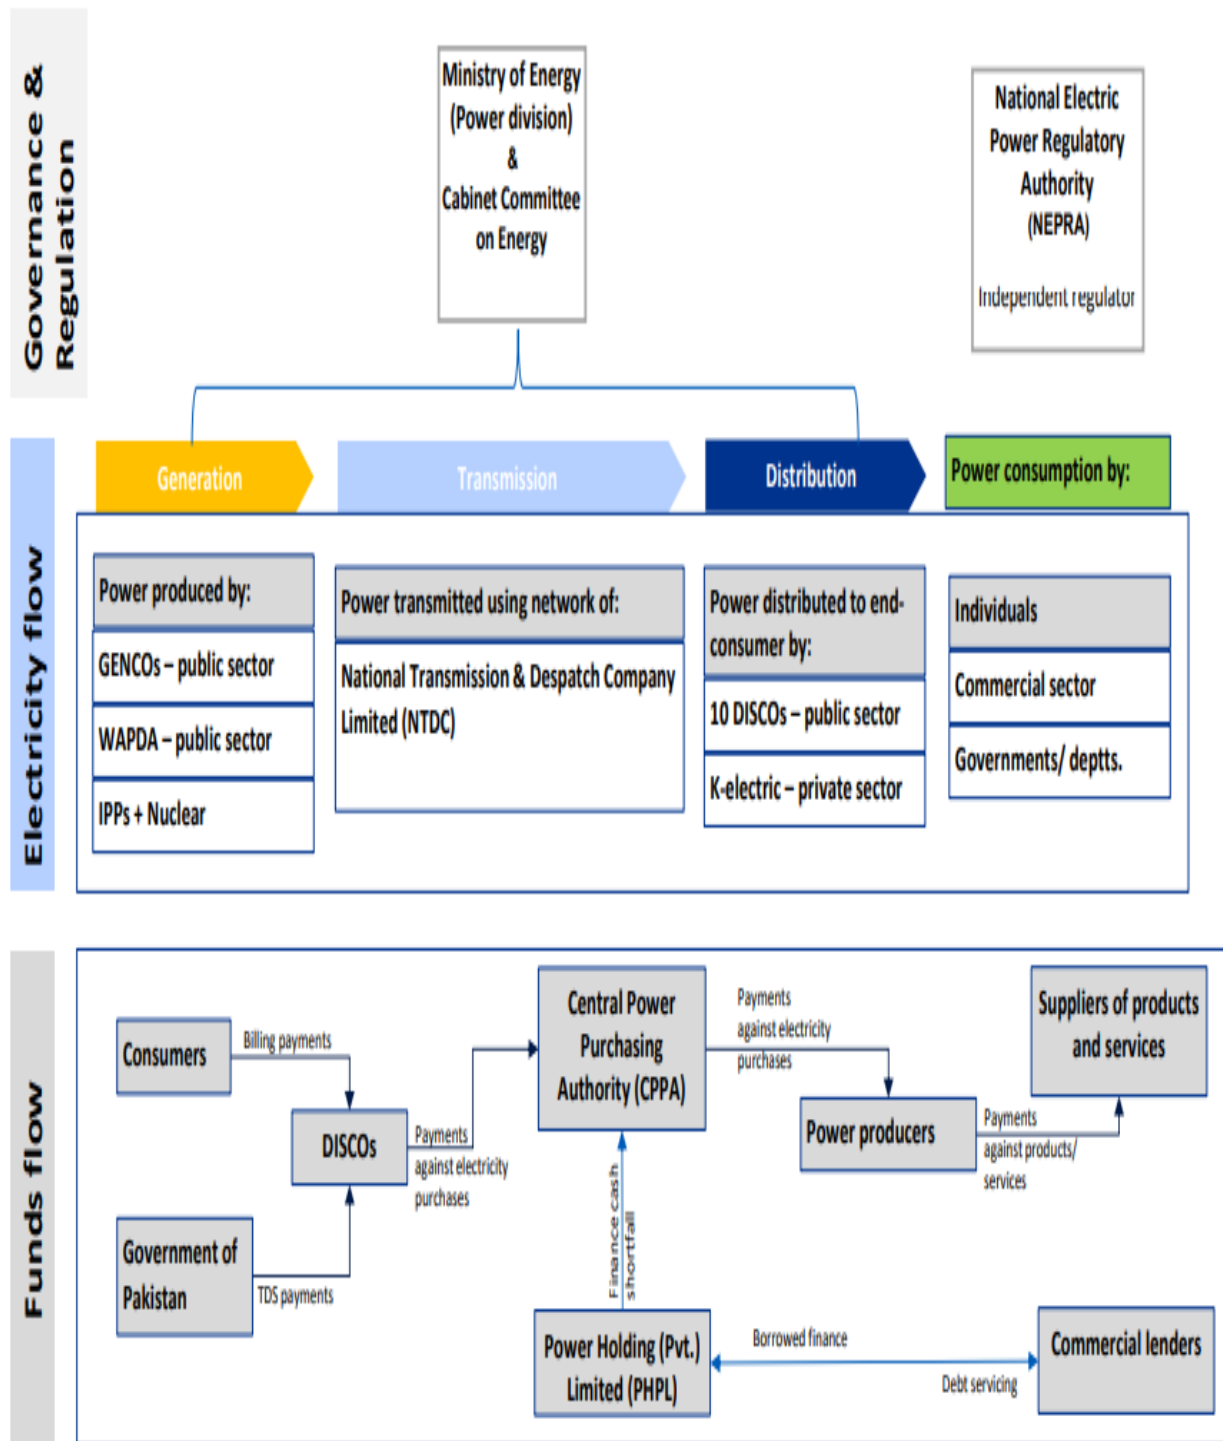 Governance &
Regulation
Ministry of Energy
(Power division)
&
Cabinet Committee
on Energy
National Electric
Power Regulatory
Authority
(NEPRA)
Independent regulator
Electricity flow
Generation
Transmission
Distribution
Power consumption by:
Power produced by:
GENCOs – public sector
WAPDA – public sector
IPPs + Nuclear
Power transmitted using network of:
National Transmission & Despatch Company
Limited (NTDC)
Power distributed to end-
consumer by:
10 DISCOs – public sector
K-electric – private sector
Individuals
Commercial sector
Governments/ deptts.
Funds flow
Consumers
Billing payments
DISCOs
Government of
Pakistan
TDS payments
Payments
against electricity
purchases
Central Power
Purchasing
Authority (CPPA)
Payments
against electricity
purchases
Power producers
Payments
against products/
services
Suppliers of products
and services
Finance cash
shortfall
Power Holding (Pvt.)
Limited (PHPL)
Borrowed finance
Debt servicing
Commercial lenders